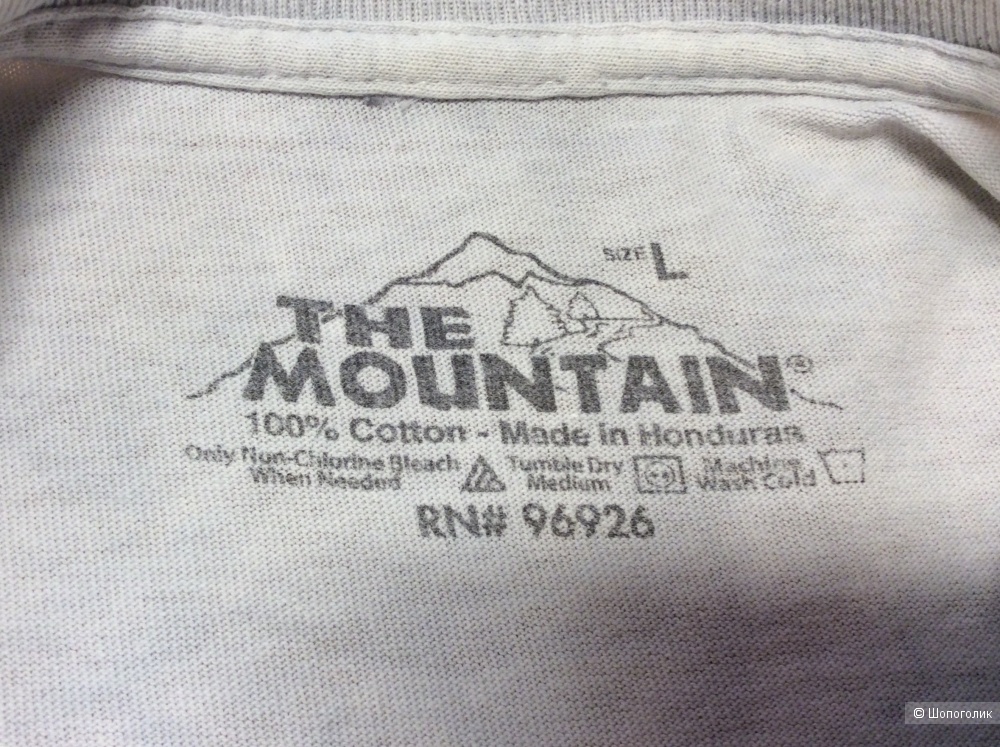 SIZE L
THE
MOUNTAIN®
100% Cotton - Made in Honduras
Only Non-Chlorine Bleach
When Needed
Tumble Dry
Medium
Machine
Wash Cold
RN# 96926
© Шопоголик